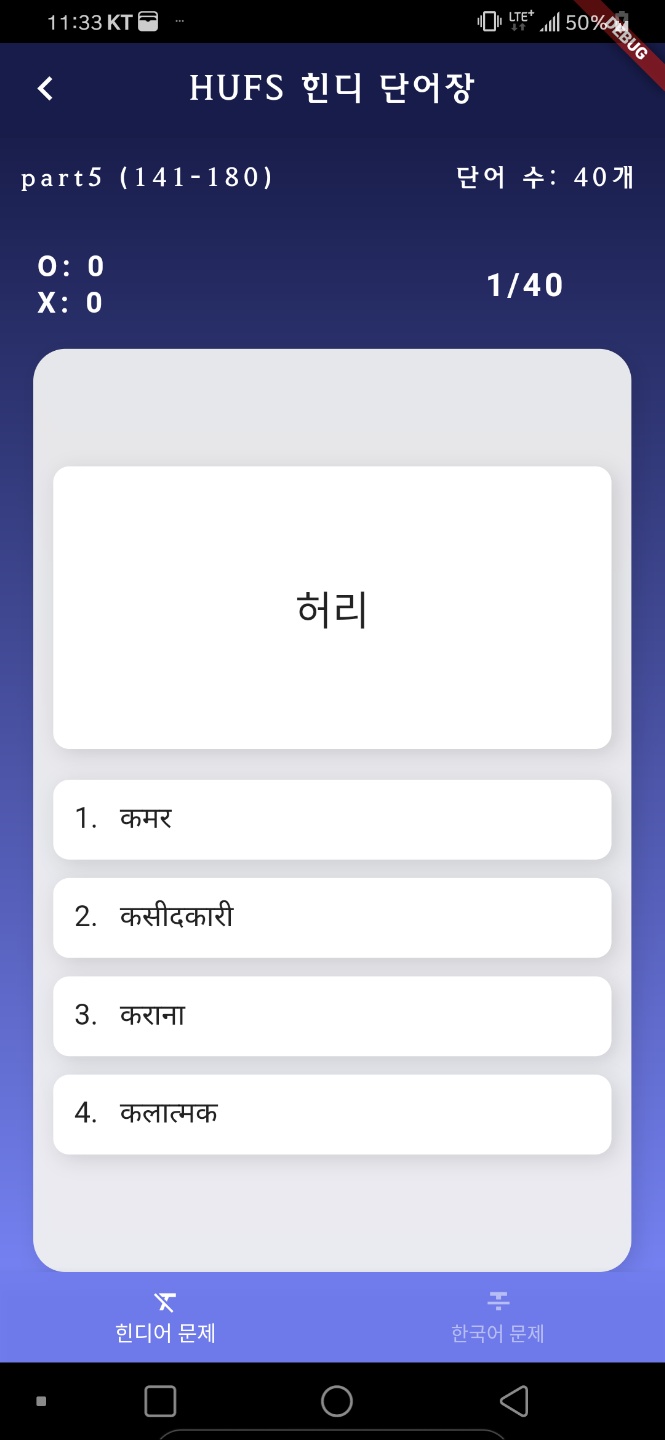 11:33 KT ...
LTE+ 50%
DEBUG
HUFS 힌디 단어장
part5 (141-180) 단어 수: 40개
O: 0
X: 0
1/40
허리
1. कमर
2. कसीदकारी
3. कराना
4. कलात्मक
힌디어 문제 한국어 문제